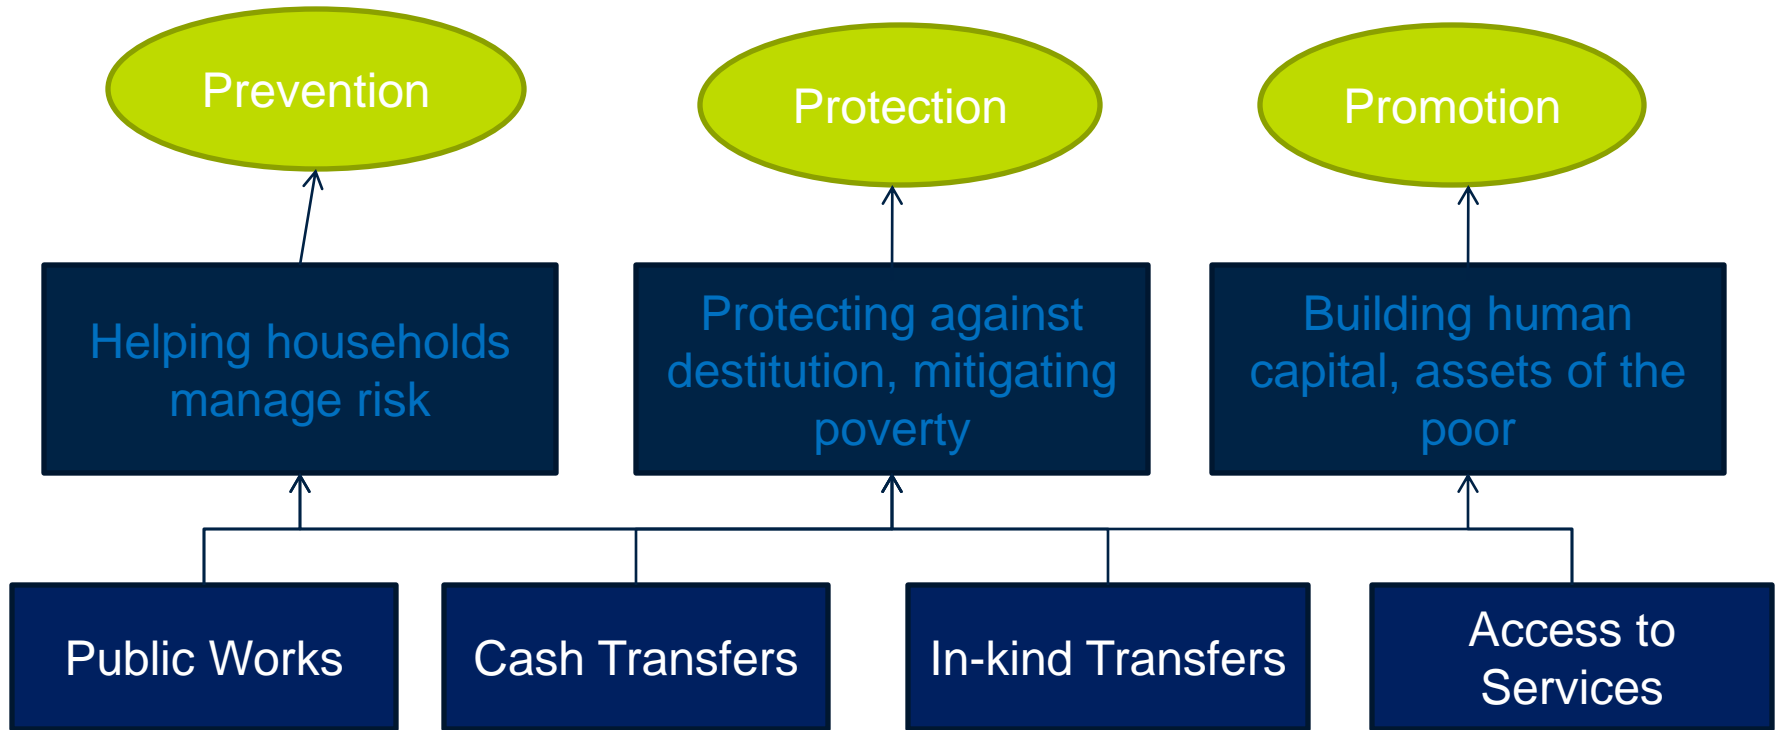 Prevention
Protection
Promotion
Helping households
manage risk
Protecting against
destitution, mitigating
poverty
Building human
capital, assets of the
poor
Public Works
Cash Transfers
In-kind Transfers
Access to
Services